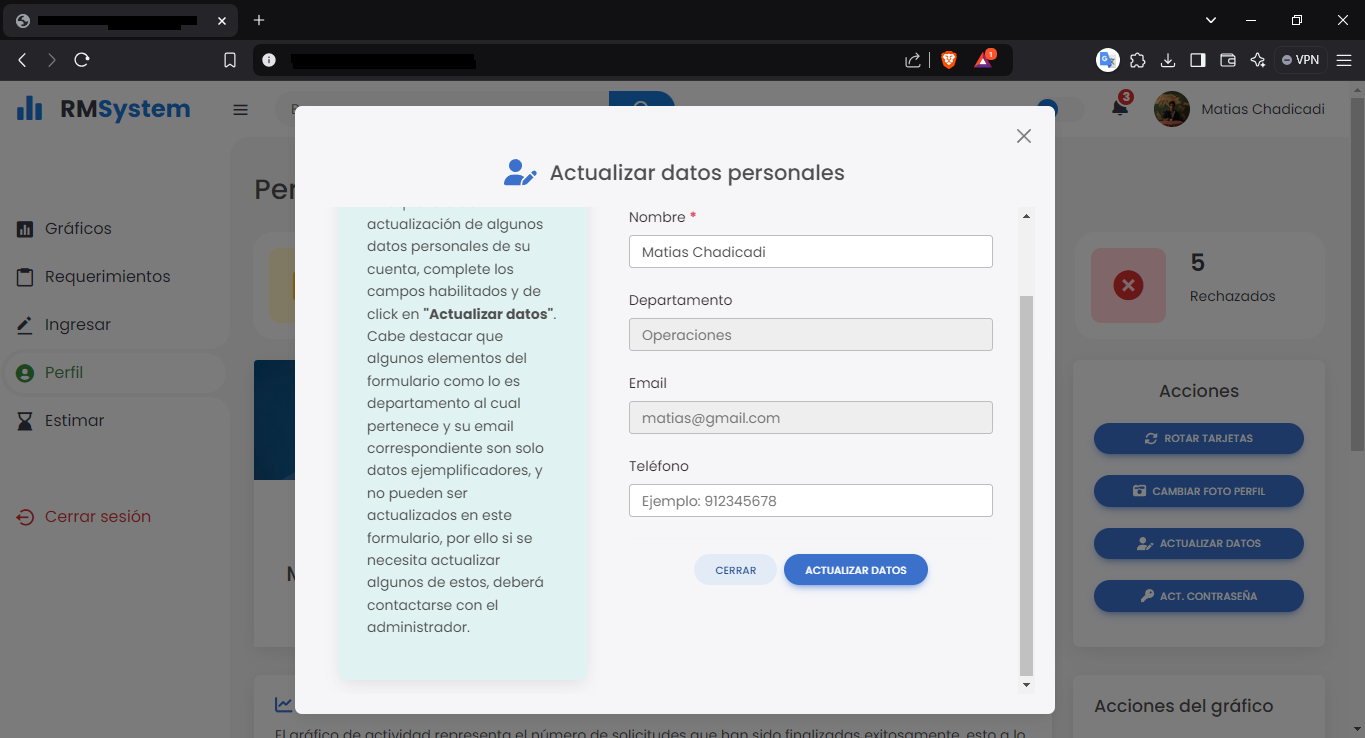 1
VPN
RMSystem
3
Matias Chadicadi
Gráficos
Requerimientos
Ingresar
Perfil
Estimar
Cerrar sesión
Actualizar datos personales
actualización de algunos
datos personales de su
cuenta, complete los
campos habilitados y de
click en "Actualizar datos".
Cabe destacar que
algunos elementos del
formulario como lo es
departamento al cual
pertenece y su email
correspondiente son solo
datos ejemplificadores, y
no pueden ser
actualizados en este
formulario, por ello si se
necesita actualizar
algunos de estos, deberá
contactarse con el
administrador.
Nombre *
Matias Chadicadi
Departamento
Operaciones
Email
matias@gmail.com
Teléfono
Ejemplo: 912345678
CERRAR
ACTUALIZAR DATOS
5
Rechazados
Acciones
ROTAR TARJETAS
CAMBIAR FOTO PERFIL
ACTUALIZAR DATOS
ACT. CONTRASEÑA
Acciones del gráfico
El gráfico de actividad representa el número de solicitudes que han sido finalizadas exitosamente, esto a lo